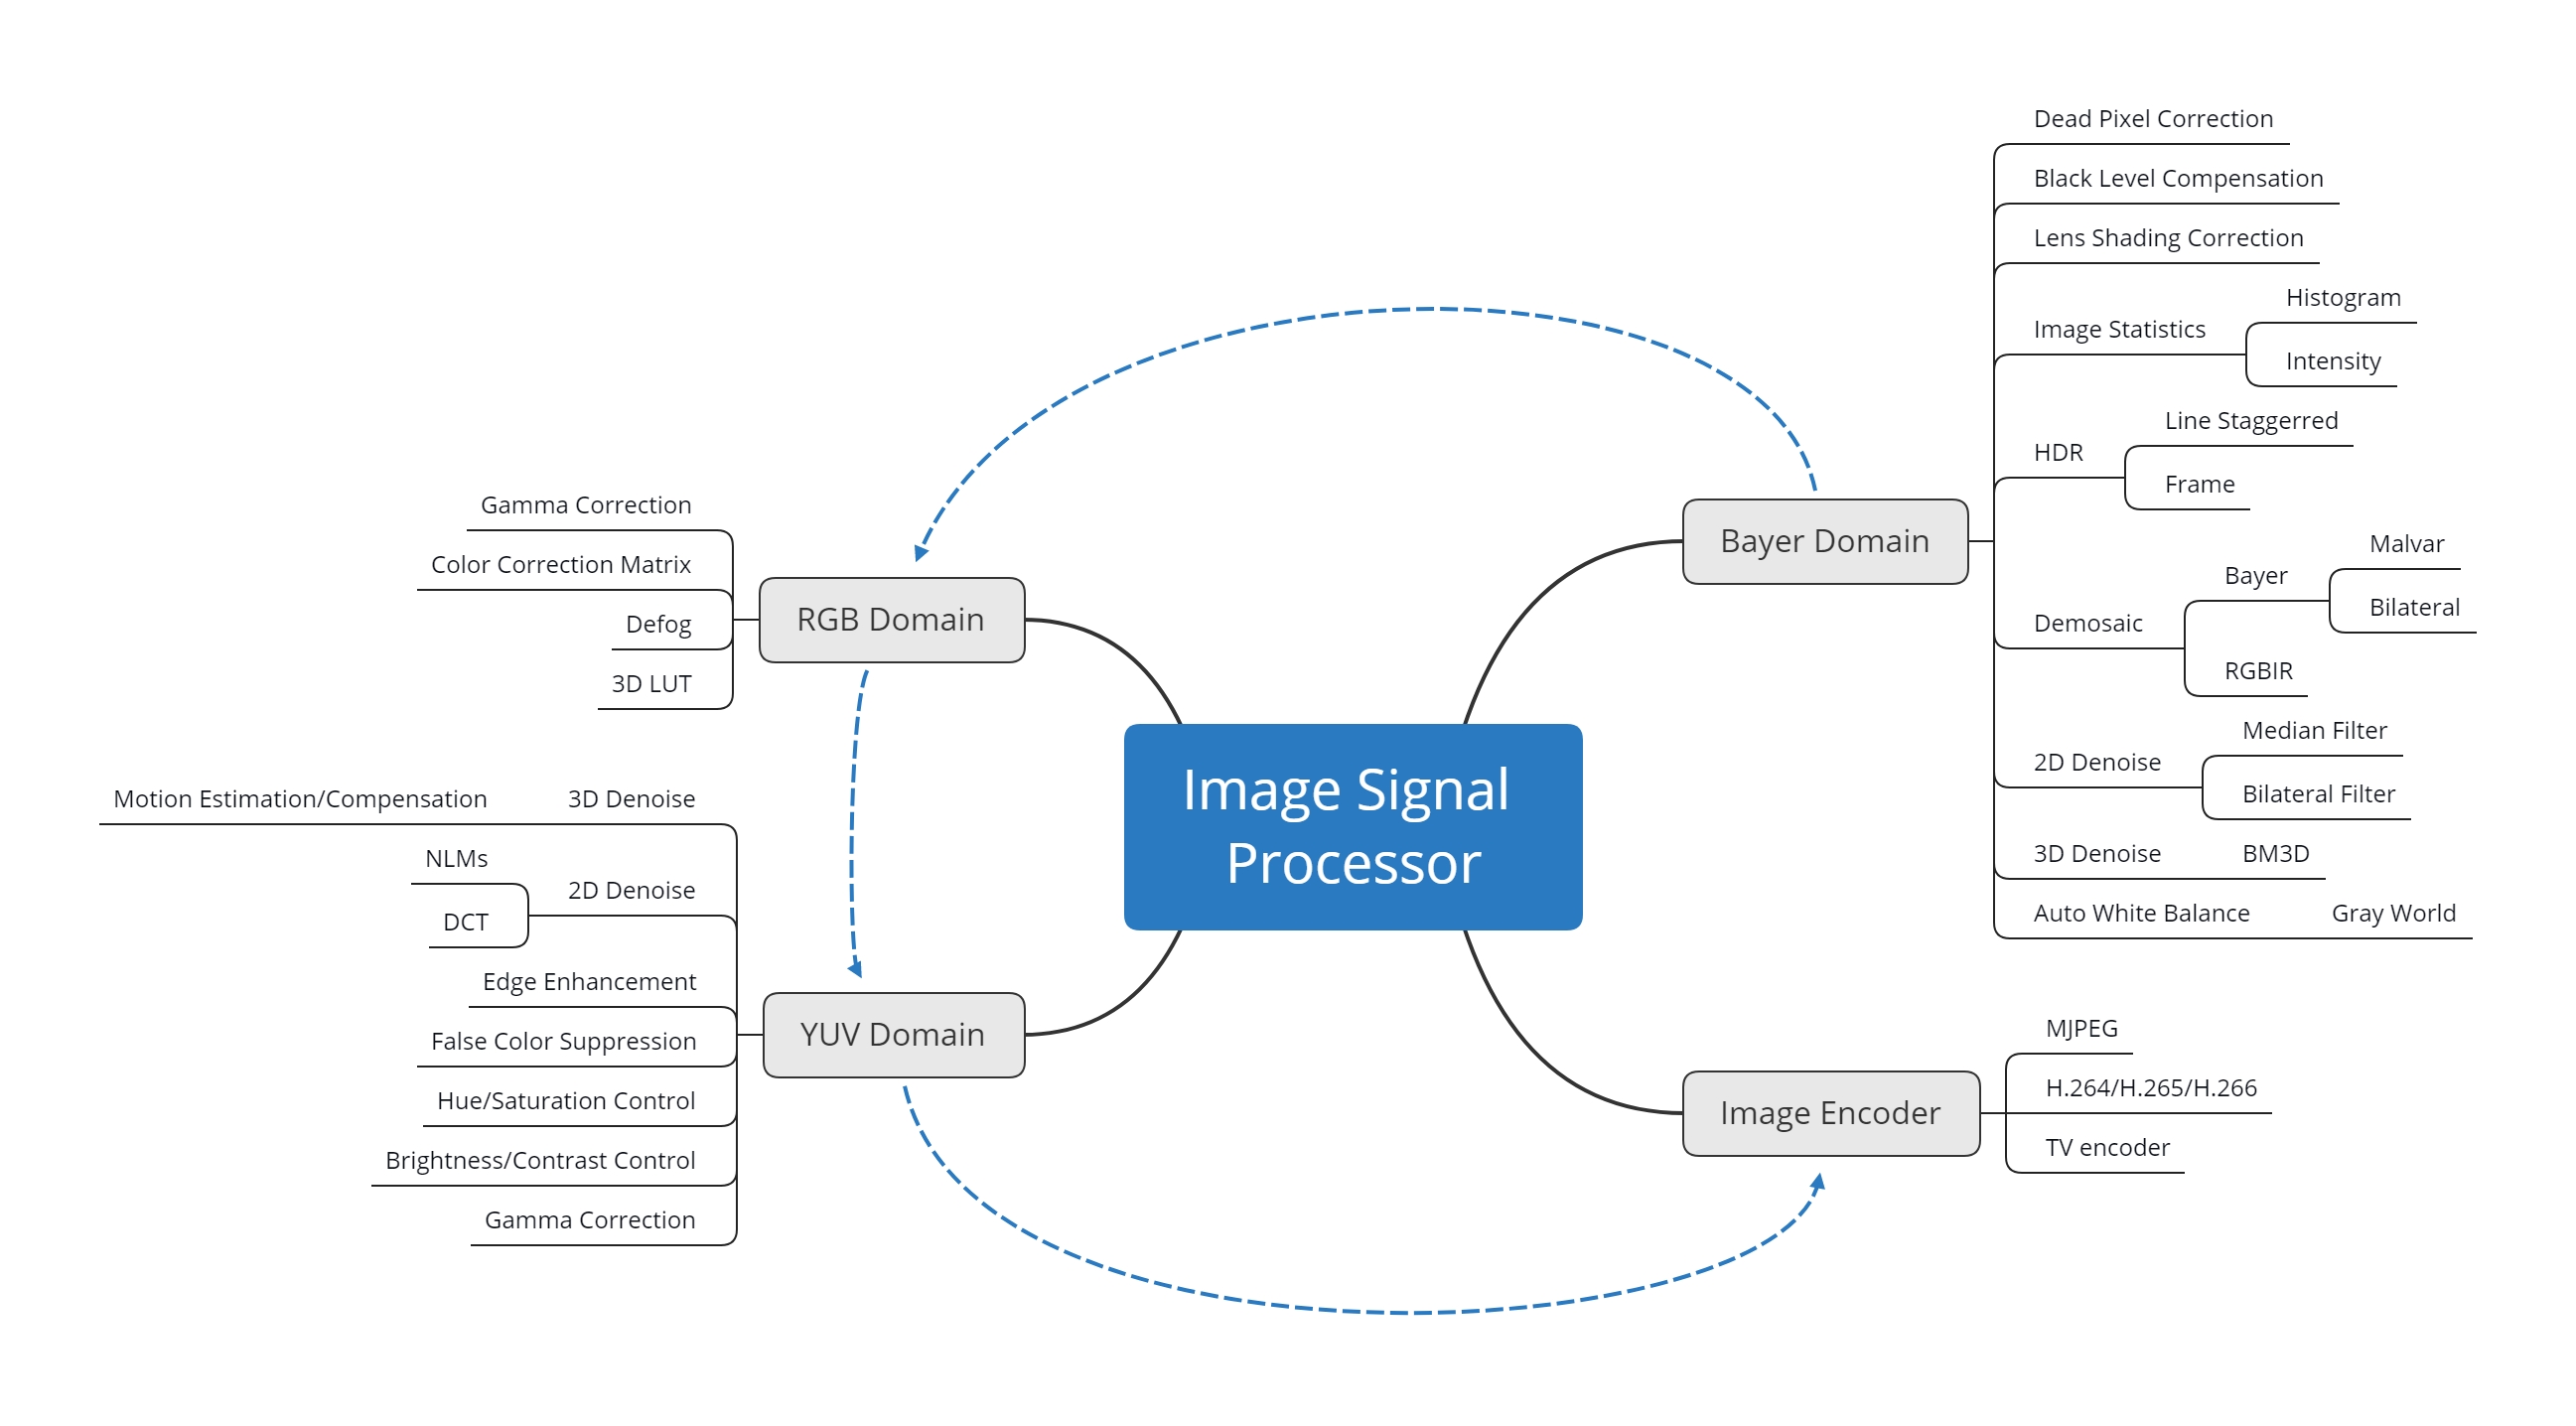 Dead Pixel Correction
Black Level Compensation
Lens Shading Correction
Histogram
Image Statistics
Intensity
Line Staggerred
HDR
Frame
Malvar
Bayer
Bilateral
Demosaic
RGBIR
Median Filter
2D Denoise
Bilateral Filter
3D Denoise BM3D
Auto White Balance Gray World
Bayer Domain
Gamma Correction
Color Correction Matrix
Defog
3D LUT
RGB Domain
Image Signal
Processor
Motion Estimation/Compensation 3D Denoise
NLMs
2D Denoise
DCT
Edge Enhancement
False Color Suppression
Hue/Saturation Control
Brightness/Contrast Control
Gamma Correction
YUV Domain
Image Encoder
MJPEG
H.264/H.265/H.266
TV encoder